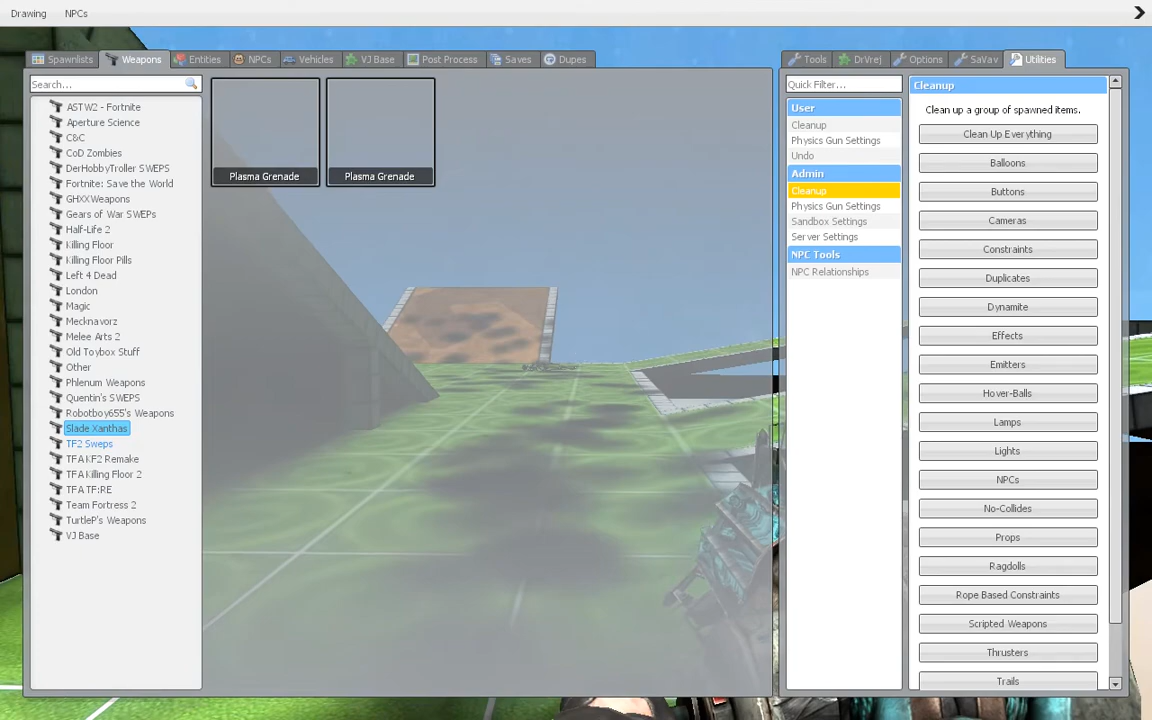 Drawing NPCs
Spawnlists Weapons Entities NPCs Vehicles VJ Base Post Process Saves Dupes
Search...
AS TW2 - Fortnite
Aperture Science
C&C
CoD Zombies
DerHobbyTroller SWEPS
Fortnite: Save the World
GHXXWeapons
Gears of War SWEPs
Half-Life 2
Killing Floor
Killing Floor Pills
Left 4 Dead
London
Magic
Mecknavorz
Melee Arts 2
Old Toybox Stuff
Other
Phlenum Weapons
Quentin's SWEPS
Robotboy655's Weapons
Slade Xanthas
TF2 Sweps
TFA KF2 Remake
TFA Killing Floor 2
TFA TF:RE
Team Fortress 2
TurtleP's Weapons
VJ Base
Plasma Grenade
Plasma Grenade
Tools DrVrej Options SaVav Utilities
Quick Filter...
User
Cleanup
Physics Gun Settings
Undo
Admin
Cleanup
Physics Gun Settings
Sandbox Settings
Server Settings
NPC Tools
NPC Relationships
Cleanup
Clean up a group of spawned items.
Clean Up Everything
Balloons
Buttons
Cameras
Constraints
Duplicates
Dynamite
Effects
Emitters
Hover-Balls
Lamps
Lights
NPCs
No-Collides
Props
Ragdolls
Rope Based Constraints
Scripted Weapons
Thrusters
Trails